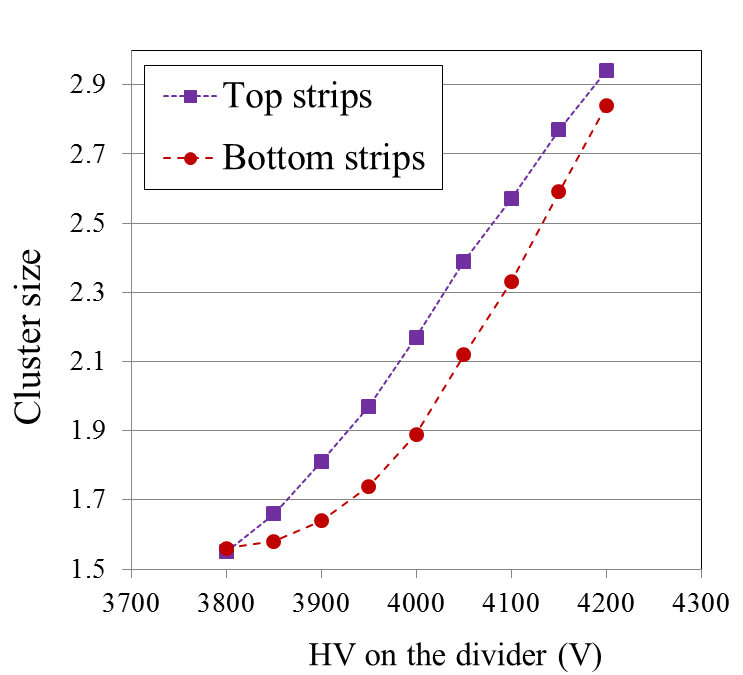 Top strips
Bottom strips
2.9
2.7
2.5
2.3
2.1
1.9
1.7
1.5
Cluster size
3700 3800 3900 4000 4100 4200 4300
HV on the divider (V)